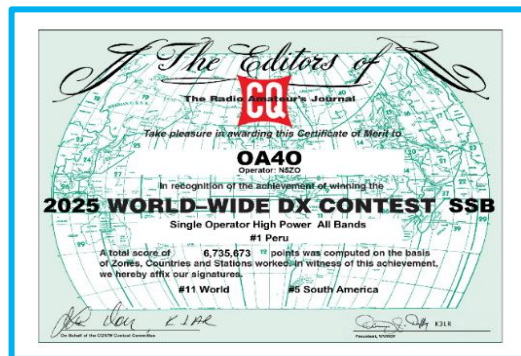 The Editors of
CQ
The Radio Amateur's Journal
Take pleasure in awarding this Certificate of Merit to
OA4O
Operator: N5ZO
In recognition of the achievement of winning the
2025 WORLD–WIDE DX CONTEST SSB
Single Operator High Power All Bands
#1 Peru
A total score of 6,735,673 points was computed on the basis
of Zones, Countries and Stations worked. In witness of this achievement,
we hereby affix our signatures.
#11 World #5 South America
K1AR K3LR